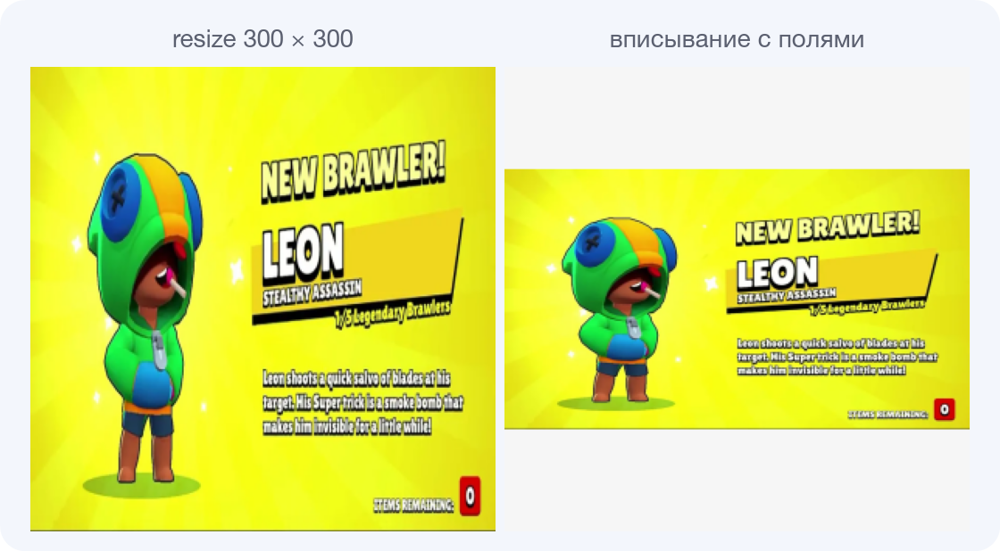 resize 300 × 300
NEW BRAWLER!
LEON
STEALTHY ASSASSIN
1/5 Legendary Brawlers
Leon shoots a quick salvo of blades at his
target. His Super trick is a smoke bomb that
makes him invisible for a little while!
ITEMS REMAINING:
0
вписывание с полями
NEW BRAWLER!
LEON
STEALTHY ASSASSIN
1/5 Legendary Brawlers
Leon shoots a quick salvo of blades at his
target. His Super trick is a smoke bomb that
makes him invisible for a little while!
ITEMS REMAINING:
0